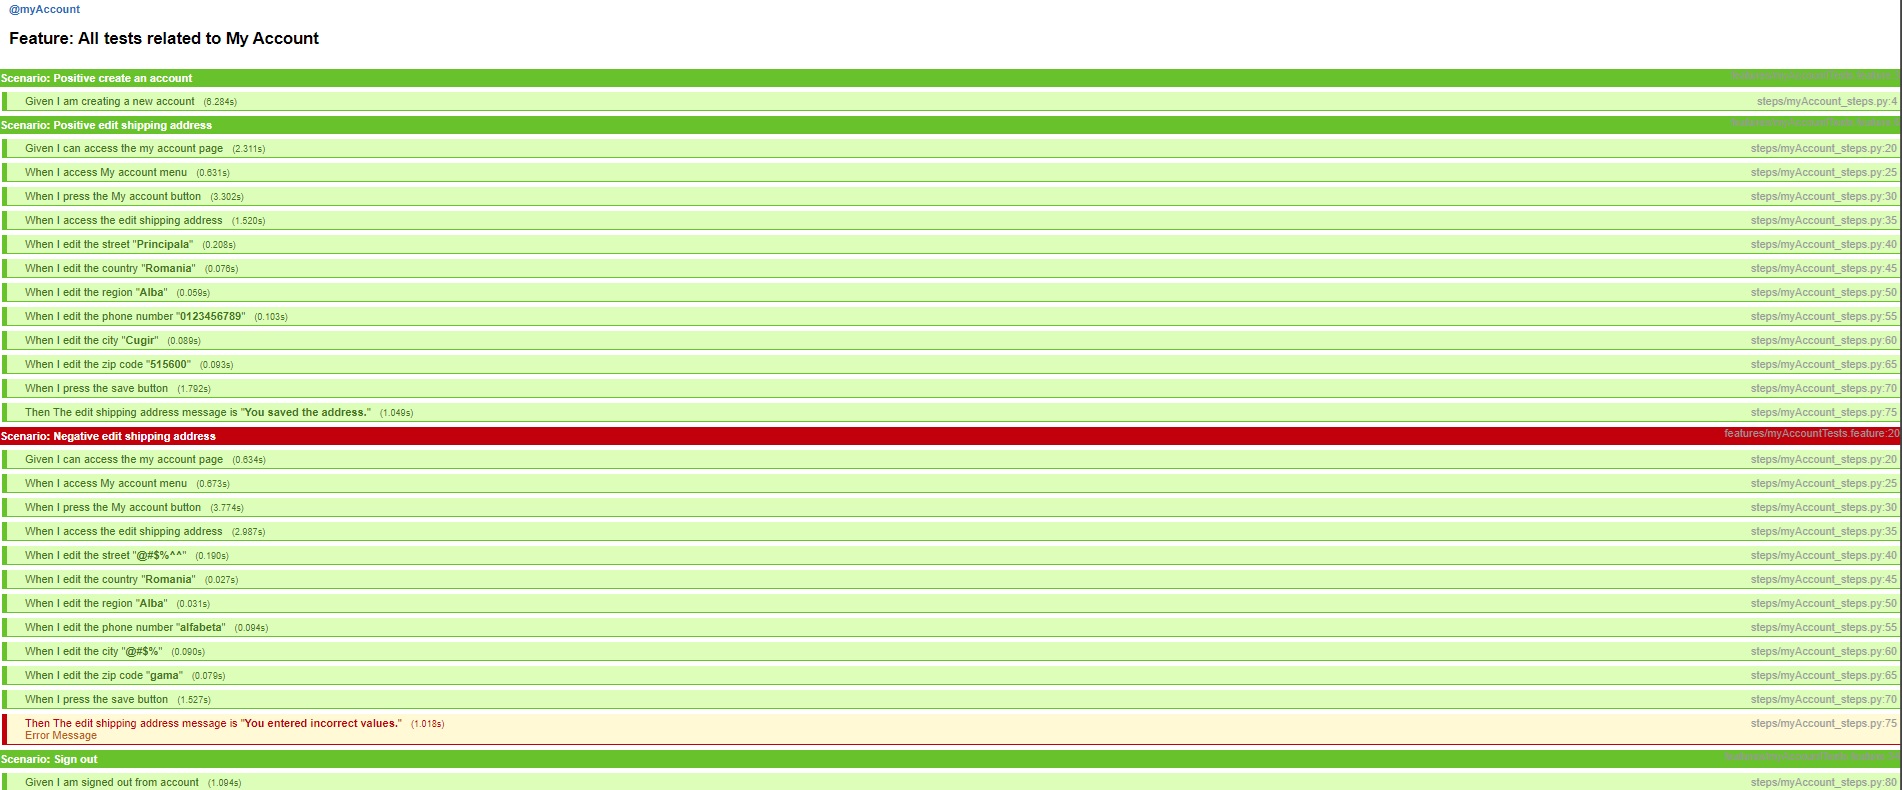 @myAccount
Feature: All tests related to My Account
Scenario: Positive create an account
Given I am creating a new account (6.284s) steps/myAccount_steps.py:4
Scenario: Positive edit shipping address
Given I can access the my account page (2.311s) steps/myAccount_steps.py:20
When I access My account menu (0.631s) steps/myAccount_steps.py:25
When I press the My account button (3.302s) steps/myAccount_steps.py:30
When I access the edit shipping address (1.520s) steps/myAccount_steps.py:35
When I edit the street "Principala" (0.208s) steps/myAccount_steps.py:40
When I edit the country "Romania" (0.076s) steps/myAccount_steps.py:45
When I edit the region "Alba" (0.059s) steps/myAccount_steps.py:50
When I edit the phone number "0123456789" (0.103s) steps/myAccount_steps.py:55
When I edit the city "Cugir" (0.089s) steps/myAccount_steps.py:60
When I edit the zip code "515600" (0.093s) steps/myAccount_steps.py:65
When I press the save button (1.792s) steps/myAccount_steps.py:70
Then The edit shipping address message is "You saved the address." (1.049s) steps/myAccount_steps.py:75
Scenario: Negative edit shipping address features/myAccountTests.feature:20
Given I can access the my account page (0.634s) steps/myAccount_steps.py:20
When I access My account menu (0.673s) steps/myAccount_steps.py:25
When I press the My account button (3.774s) steps/myAccount_steps.py:30
When I access the edit shipping address (2.987s) steps/myAccount_steps.py:35
When I edit the street "@#$%^^" (0.190s) steps/myAccount_steps.py:40
When I edit the country "Romania" (0.027s) steps/myAccount_steps.py:45
When I edit the region "Alba" (0.031s) steps/myAccount_steps.py:50
When I edit the phone number "alfabeta" (0.094s) steps/myAccount_steps.py:55
When I edit the city "@#$%" (0.090s) steps/myAccount_steps.py:60
When I edit the zip code "gama" (0.079s) steps/myAccount_steps.py:65
When I press the save button (1.527s) steps/myAccount_steps.py:70
Then The edit shipping address message is "You entered incorrect values." (1.018s) steps/myAccount_steps.py:75
Error Message
Scenario: Sign out
Given I am signed out from account (1.094s) steps/myAccount_steps.py:80